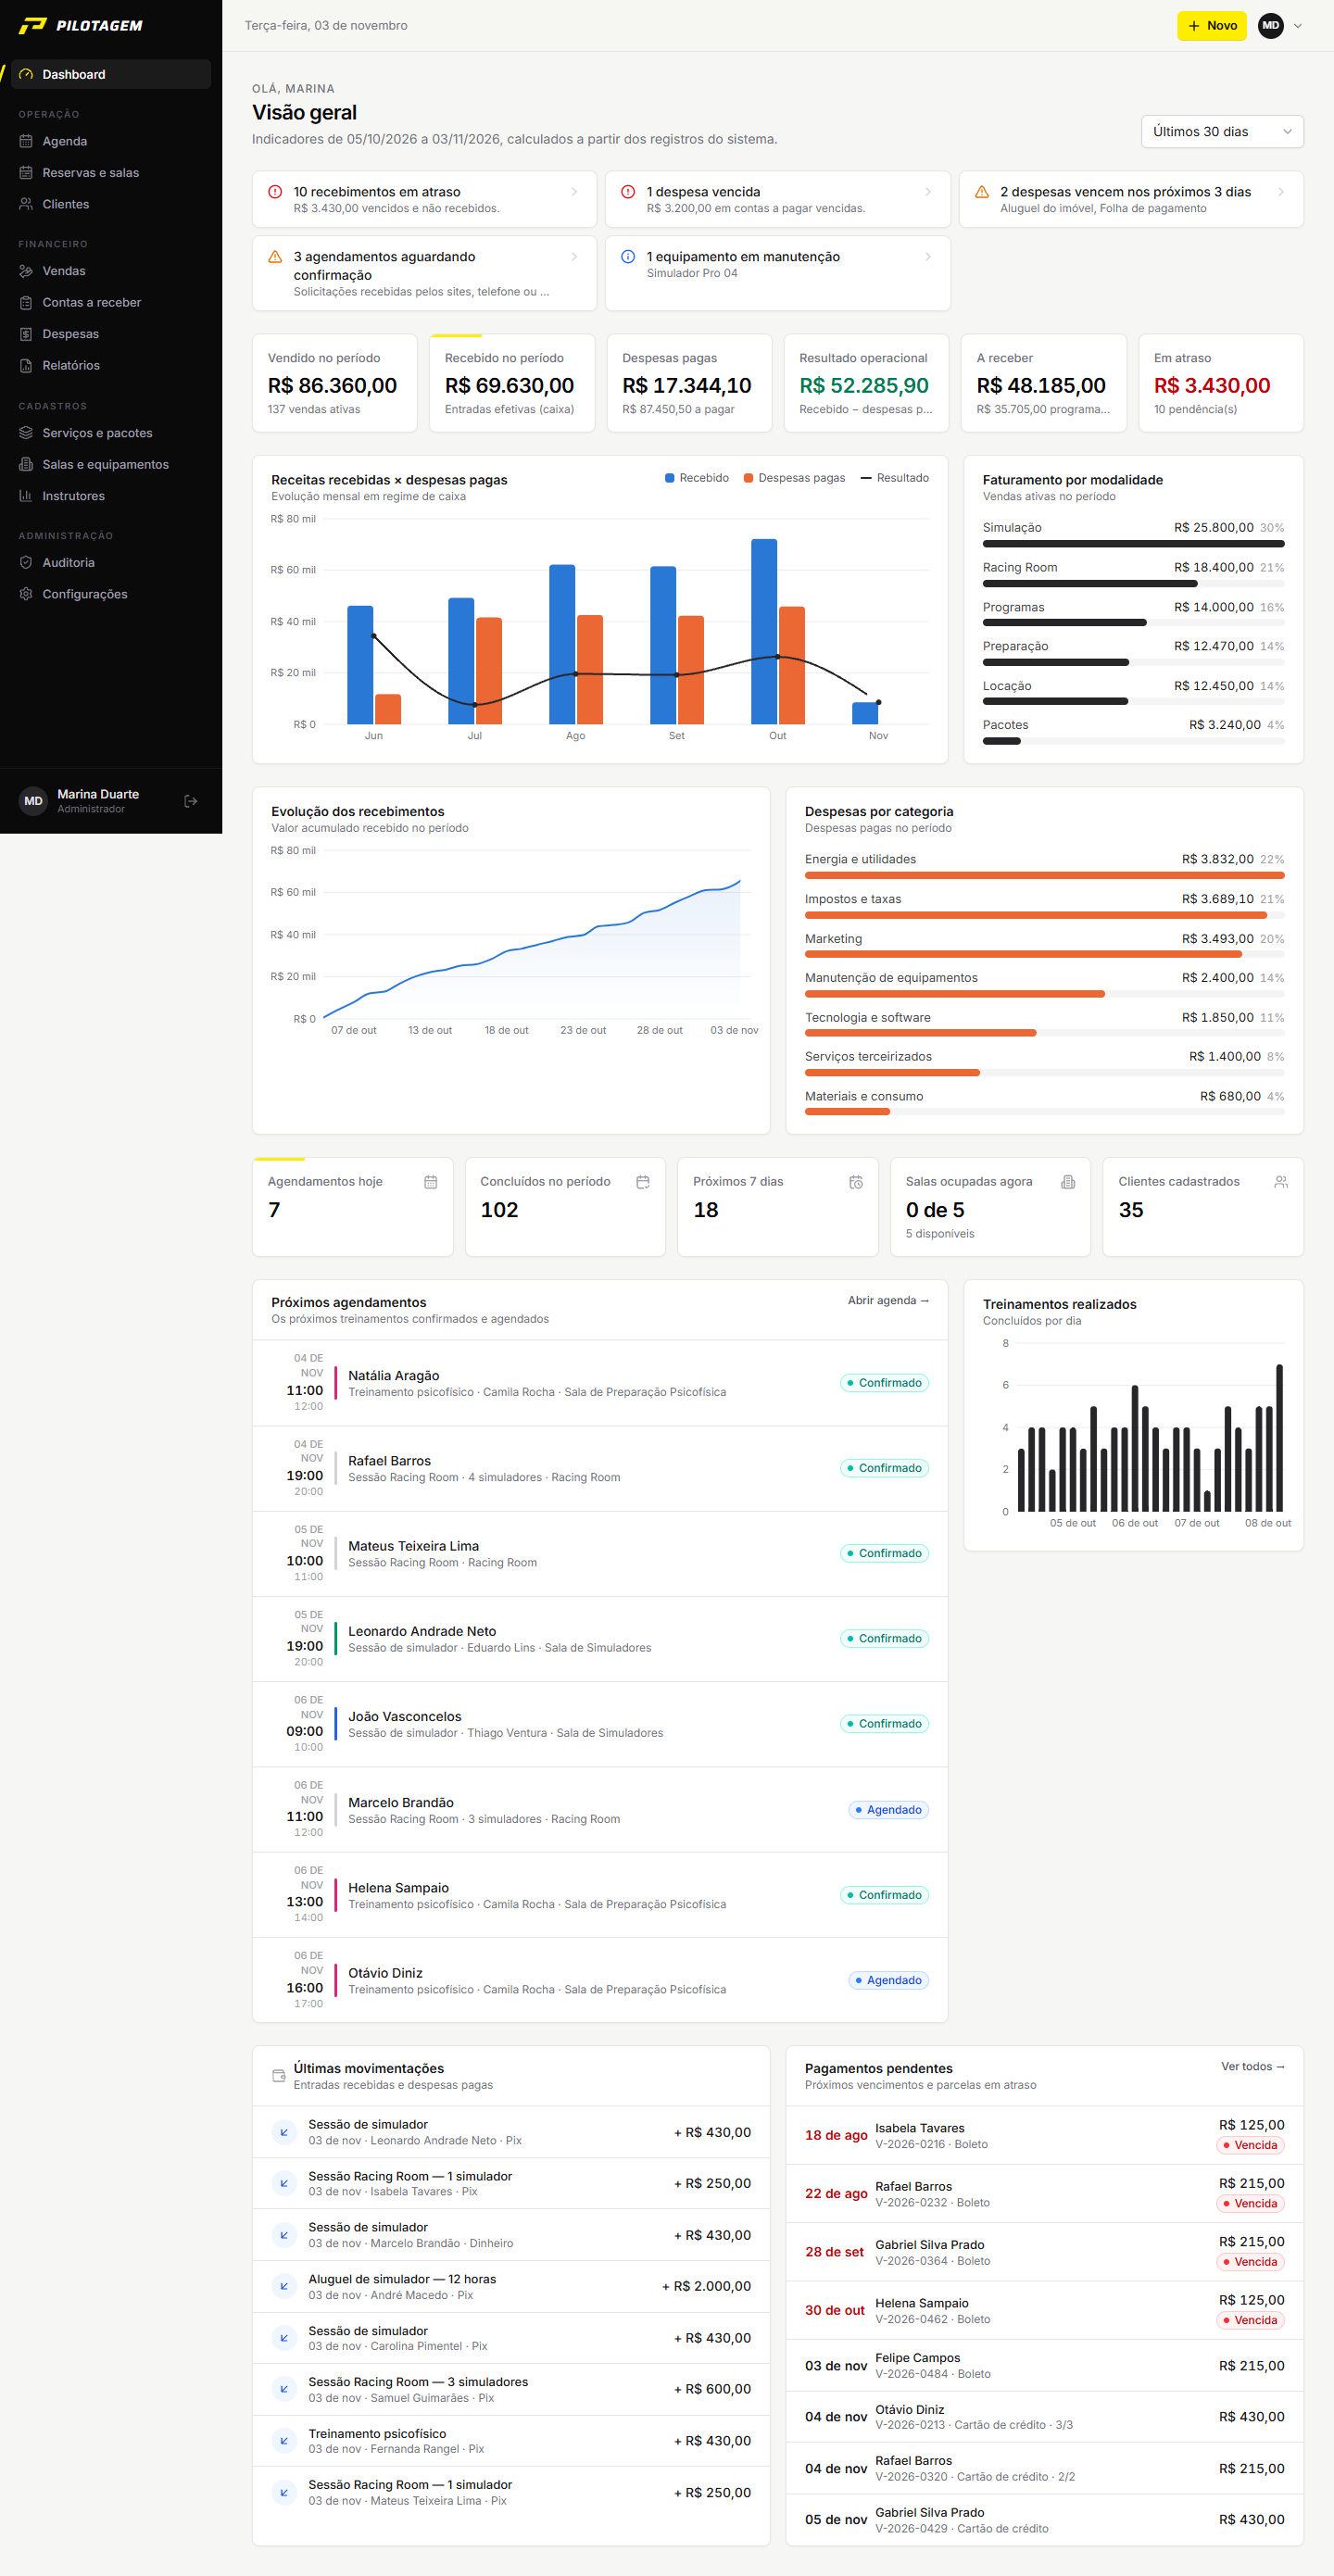 PILOTAGEM
Dashboard
OPERAÇÃO
Agenda
Reservas e salas
Clientes
FINANCEIRO
Vendas
Contas a receber
Despesas
Relatórios
CADASTROS
Serviços e pacotes
Salas e equipamentos
Instrutores
ADMINISTRAÇÃO
Auditoria
Configurações
MD
Marina Duarte
Administrador
Terça-feira, 03 de novembro
+ Novo
MD
OLÁ, MARINA
Visão geral
Indicadores de 05/10/2026 a 03/11/2026, calculados a partir dos registros do sistema.
Últimos 30 dias
10 recebimentos em atraso
R$ 3.430,00 vencidos e não recebidos.
1 despesa vencida
R$ 3.200,00 em contas a pagar vencidas.
2 despesas vencem nos próximos 3 dias
Aluguel do imóvel, Folha de pagamento
3 agendamentos aguardando
confirmação
Solicitações recebidas pelos sites, telefone ou ...
1 equipamento em manutenção
Simulador Pro 04
Vendido no período
R$ 86.360,00
137 vendas ativas
Recebido no período
R$ 69.630,00
Entradas efetivas (caixa)
Despesas pagas
R$ 17.344,10
R$ 87.450,50 a pagar
Resultado operacional
R$ 52.285,90
Recebido − despesas p...
A receber
R$ 48.185,00
R$ 35.705,00 programa...
Em atraso
R$ 3.430,00
10 pendência(s)
Receitas recebidas × despesas pagas
Evolução mensal em regime de caixa
Recebido
Despesas pagas
Resultado
R$ 80 mil
R$ 60 mil
R$ 40 mil
R$ 20 mil
R$ 0
Jun
Jul
Ago
Set
Out
Nov
Faturamento por modalidade
Vendas ativas no período
Simulação R$ 25.800,00 30%
Racing Room R$ 18.400,00 21%
Programas R$ 14.000,00 16%
Preparação R$ 12.470,00 14%
Locação R$ 12.450,00 14%
Pacotes R$ 3.240,00 4%
Evolução dos recebimentos
Valor acumulado recebido no período
R$ 80 mil
R$ 60 mil
R$ 40 mil
R$ 20 mil
R$ 0
07 de out
13 de out
18 de out
23 de out
28 de out
03 de nov
Despesas por categoria
Despesas pagas no período
Energia e utilidades R$ 3.832,00 22%
Impostos e taxas R$ 3.689,10 21%
Marketing R$ 3.493,00 20%
Manutenção de equipamentos R$ 2.400,00 14%
Tecnologia e software R$ 1.850,00 11%
Serviços terceirizados R$ 1.400,00 8%
Materiais e consumo R$ 680,00 4%
Agendamentos hoje
7
Concluídos no período
102
Próximos 7 dias
18
Salas ocupadas agora
0 de 5
5 disponíveis
Clientes cadastrados
35
Próximos agendamentos
Os próximos treinamentos confirmados e agendados
Abrir agenda →
04 DE
NOV
11:00
12:00
Natália Aragão
Treinamento psicofísico · Camila Rocha · Sala de Preparação Psicofísica
Confirmado
04 DE
NOV
19:00
20:00
Rafael Barros
Sessão Racing Room · 4 simuladores · Racing Room
Confirmado
05 DE
NOV
10:00
11:00
Mateus Teixeira Lima
Sessão Racing Room · Racing Room
Confirmado
05 DE
NOV
19:00
20:00
Leonardo Andrade Neto
Sessão de simulador · Eduardo Lins · Sala de Simuladores
Confirmado
06 DE
NOV
09:00
10:00
João Vasconcelos
Sessão de simulador · Thiago Ventura · Sala de Simuladores
Confirmado
06 DE
NOV
11:00
12:00
Marcelo Brandão
Sessão Racing Room · 3 simuladores · Racing Room
Agendado
06 DE
NOV
13:00
14:00
Helena Sampaio
Treinamento psicofísico · Camila Rocha · Sala de Preparação Psicofísica
Confirmado
06 DE
NOV
16:00
17:00
Otávio Diniz
Treinamento psicofísico · Camila Rocha · Sala de Preparação Psicofísica
Agendado
Treinamentos realizados
Concluídos por dia
8
6
4
2
0
05 de out
06 de out
07 de out
08 de out
Últimas movimentações
Entradas recebidas e despesas pagas
Sessão de simulador
03 de nov · Leonardo Andrade Neto · Pix
+ R$ 430,00
Sessão Racing Room — 1 simulador
03 de nov · Isabela Tavares · Pix
+ R$ 250,00
Sessão de simulador
03 de nov · Marcelo Brandão · Dinheiro
+ R$ 430,00
Aluguel de simulador — 12 horas
03 de nov · André Macedo · Pix
+ R$ 2.000,00
Sessão de simulador
03 de nov · Carolina Pimentel · Pix
+ R$ 430,00
Sessão Racing Room — 3 simuladores
03 de nov · Samuel Guimarães · Pix
+ R$ 600,00
Treinamento psicofísico
03 de nov · Fernanda Rangel · Pix
+ R$ 430,00
Sessão Racing Room — 1 simulador
03 de nov · Mateus Teixeira Lima · Pix
+ R$ 250,00
Pagamentos pendentes
Próximos vencimentos e parcelas em atraso
Ver todos →
18 de ago
Isabela Tavares
V-2026-0216 · Boleto
R$ 125,00
Vencida
22 de ago
Rafael Barros
V-2026-0232 · Boleto
R$ 215,00
Vencida
28 de set
Gabriel Silva Prado
V-2026-0364 · Boleto
R$ 215,00
Vencida
30 de out
Helena Sampaio
V-2026-0462 · Boleto
R$ 125,00
Vencida
03 de nov
Felipe Campos
V-2026-0484 · Boleto
R$ 215,00
04 de nov
Otávio Diniz
V-2026-0213 · Cartão de crédito · 3/3
R$ 430,00
04 de nov
Rafael Barros
V-2026-0320 · Cartão de crédito · 2/2
R$ 215,00
05 de nov
Gabriel Silva Prado
V-2026-0429 · Cartão de crédito
R$ 430,00